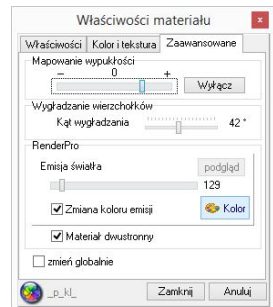 Właściwości materiału
x
Właściwości Kolor i tekstura Zaawansowane
Mapowanie wypukłości
– 0 +
Wyłącz
Wygładzanie wierzchołków
Kąt wygładzania 42 °
RenderPro
Emisja światła podgląd
129
Zmiana koloru emisji Kolor
Materiał dwustronny
zmień globalnie
_p_kl_ Zamknij Anuluj